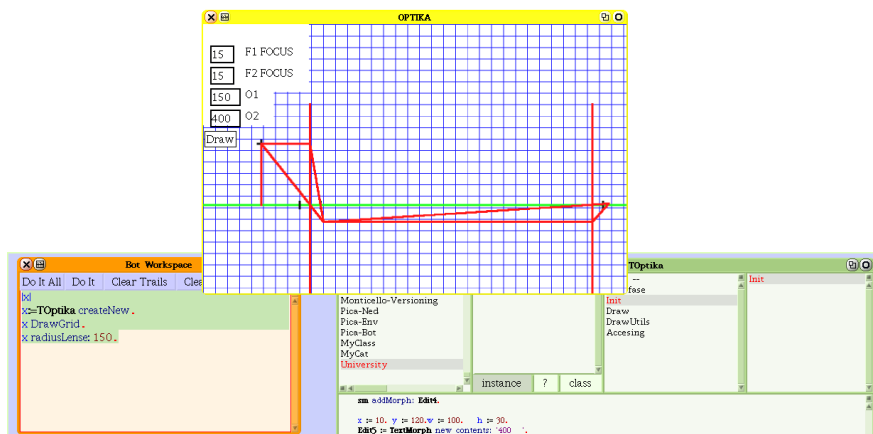 OPTIKA
15 F1 FOCUS
15 F2 FOCUS
150 O1
400 O2
Draw
Bot Workspace
Do It All Do It Clear Trails
|x|
x:=TOptika createNew.
x DrawGrid.
x radiusLense: 150.
Monticello-Versioning
Pica-Ned
Pica-Env
Pica-Bot
MyClass
MyCat
University
instance ? class
TOptika
--
Init
Draw
DrawUtils
Accesing
Init
sm addMorph: Edit4.
x := 10. y := 120.w := 100. h := 30.
Edit5 := TextMorph new contents: '400 '.